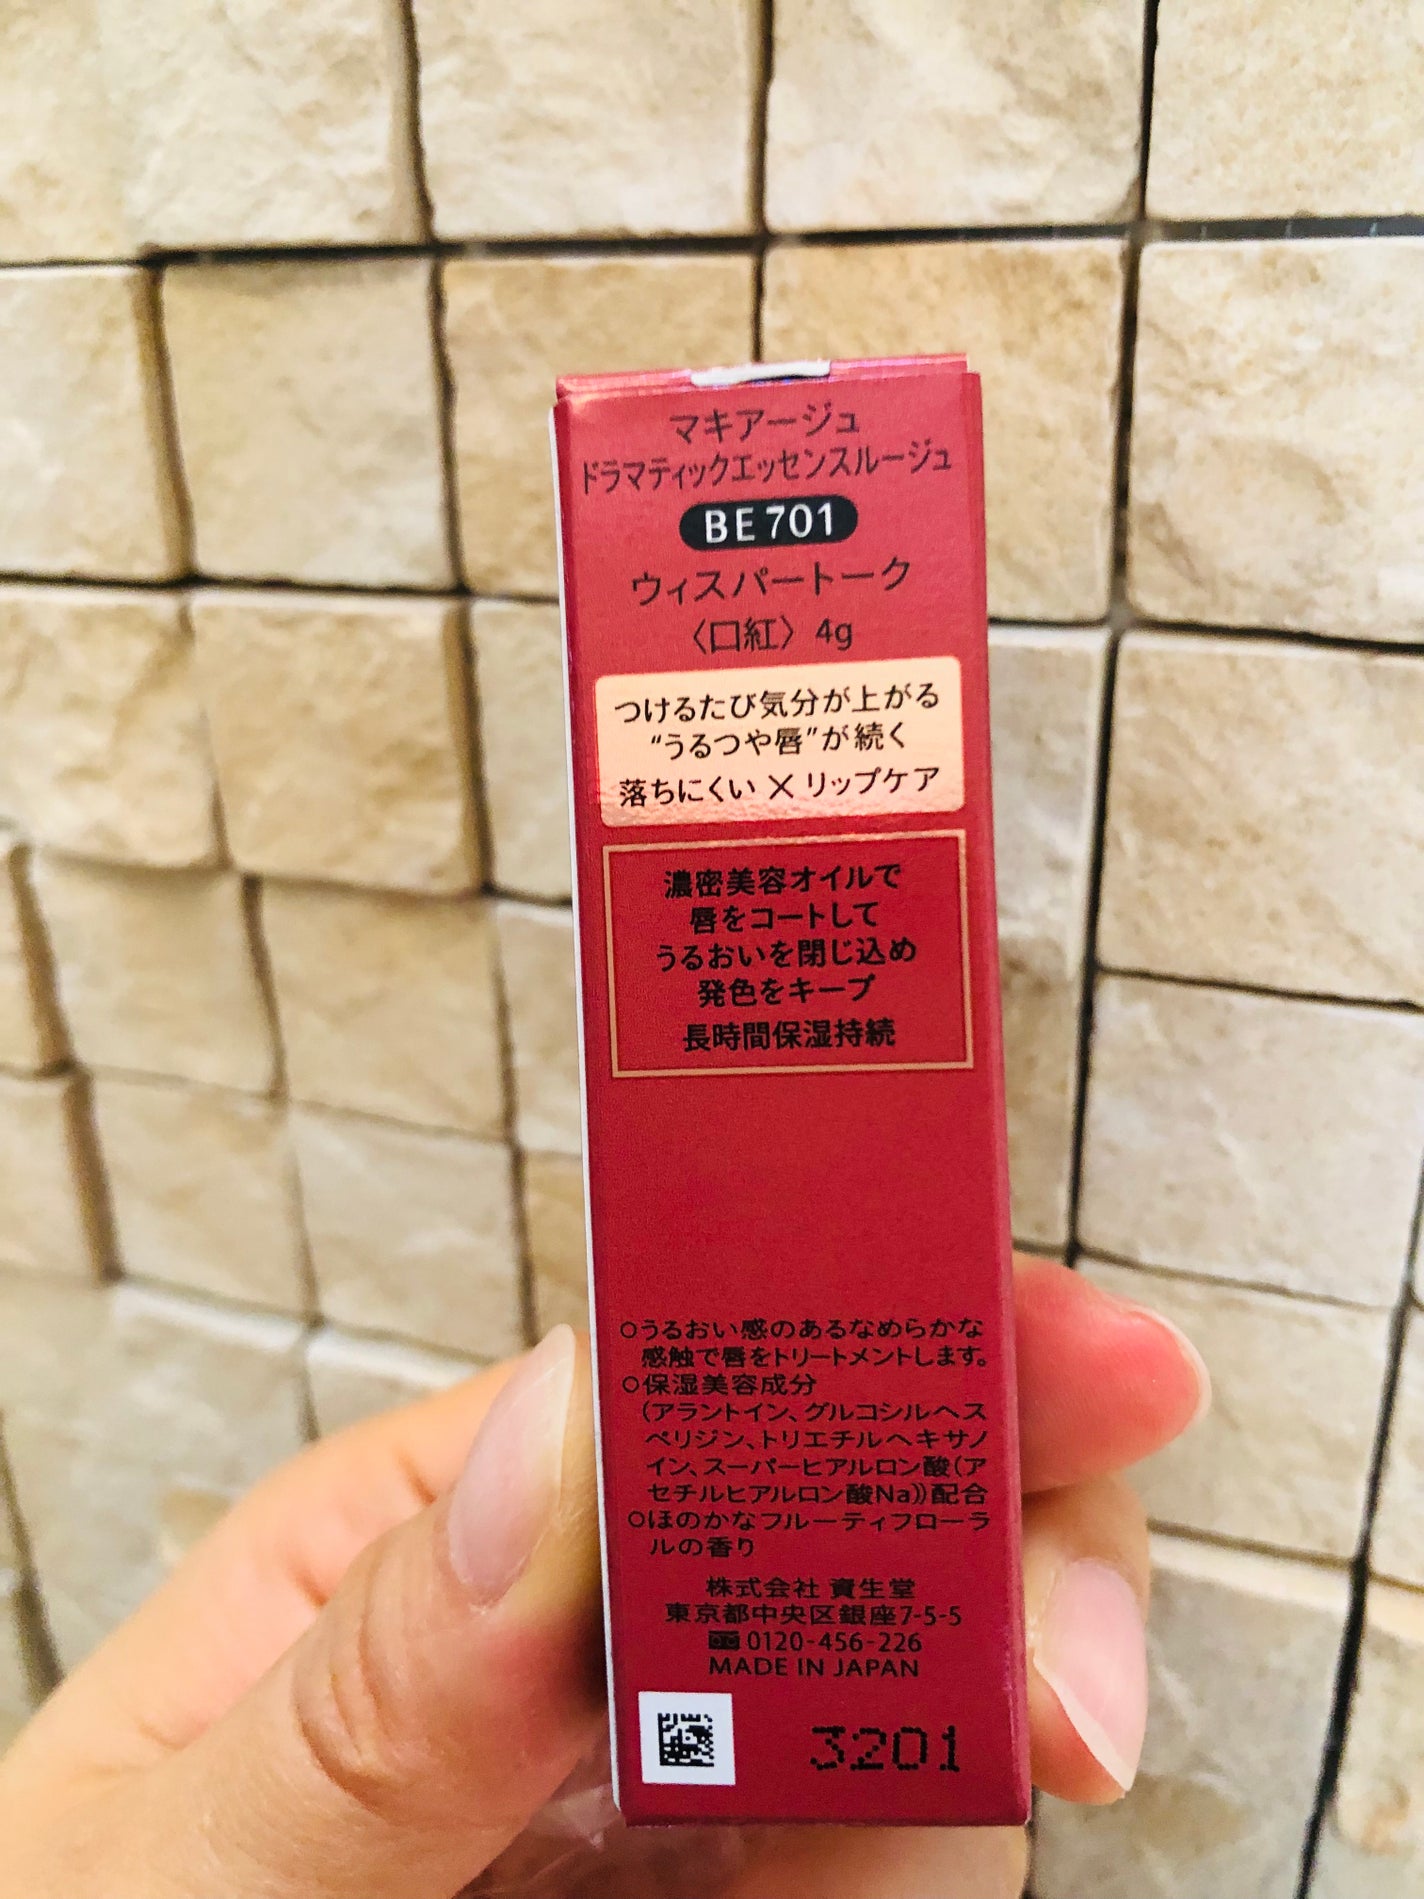 マキアージュ
ドラマティックエッセンスルージュ
BE701
ウィスパートーク
〈口紅〉4g
つけるたび気分が上がる
“うるつや唇”が続く
落ちにくい×リップケア
濃密美容オイルで
唇をコートして
うるおいを閉じ込め
発色をキープ
長時間保湿持続
○うるおい感のあるなめらかな
感触で唇をトリートメントします。
○保湿美容成分
（アラントイン、グルコシルヘス
ペリジン、トリエチルヘキサノ
イン、スーパーヒアルロン酸（ア
セチルヒアルロン酸Na））配合
○ほのかなフルーティフローラ
ルの香り
株式会社 資生堂
東京都中央区銀座7-5-5
0120-456-226
MADE IN JAPAN
3201